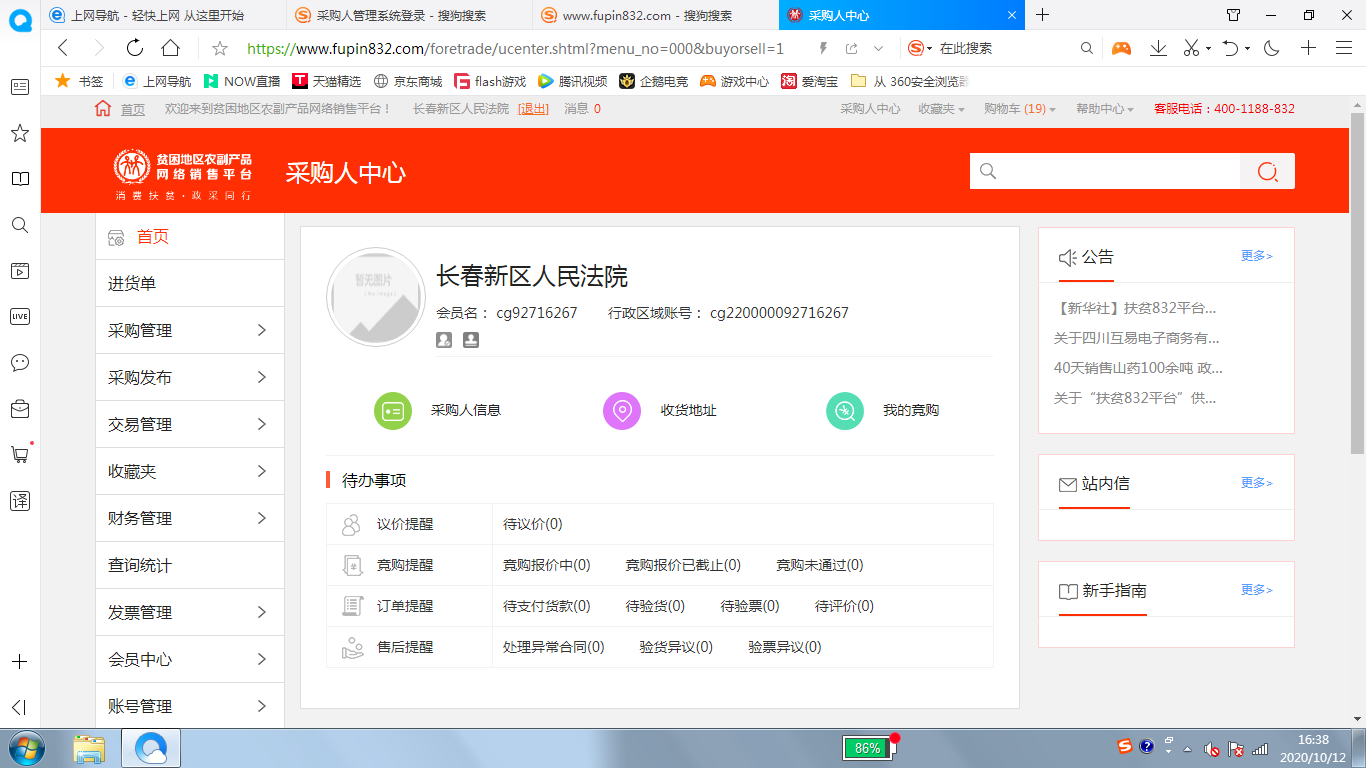 上网导航 - 轻快上网 从这里开始
采购人管理系统登录 - 搜狗搜索
www.fupin832.com - 搜狗搜索
采购人中心
https://www.fupin832.com/foretrade/ucenter.shtml?menu_no=000&buyorsell=1
在此搜索
书签
上网导航
NOW直播
天猫精选
京东商城
flash游戏
腾讯视频
企鹅电竞
游戏中心
爱淘宝
从 360安全浏览器
首页 欢迎来到贫困地区农副产品网络销售平台！ 长春新区人民法院 [退出] 消息 0
采购人中心 收藏夹 购物车 (19) 帮助中心 客服电话：400-1188-832
贫困地区农副产品
网络销售平台
消费扶贫·政采同行
采购人中心
首页
进货单
采购管理
采购发布
交易管理
收藏夹
财务管理
查询统计
发票管理
会员中心
账号管理
暂无图片
(No Image)
长春新区人民法院
会员名： cg92716267 行政区域账号： cg220000092716267
采购人信息 收货地址 我的竞购
待办事项
议价提醒 待议价(0)
竞购提醒 竞购报价中(0) 竞购报价已截止(0) 竞购未通过(0)
订单提醒 待支付货款(0) 待验货(0) 待验票(0) 待评价(0)
售后提醒 处理异常合同(0) 验货异议(0) 验票异议(0)
公告 更多>
【新华社】扶贫832平台...
关于四川互易电子商务有...
40天销售山药100余吨 政...
关于“扶贫832平台”供...
站内信 更多>
新手指南 更多>
LIVE
译
86%
16:38
2020/10/12